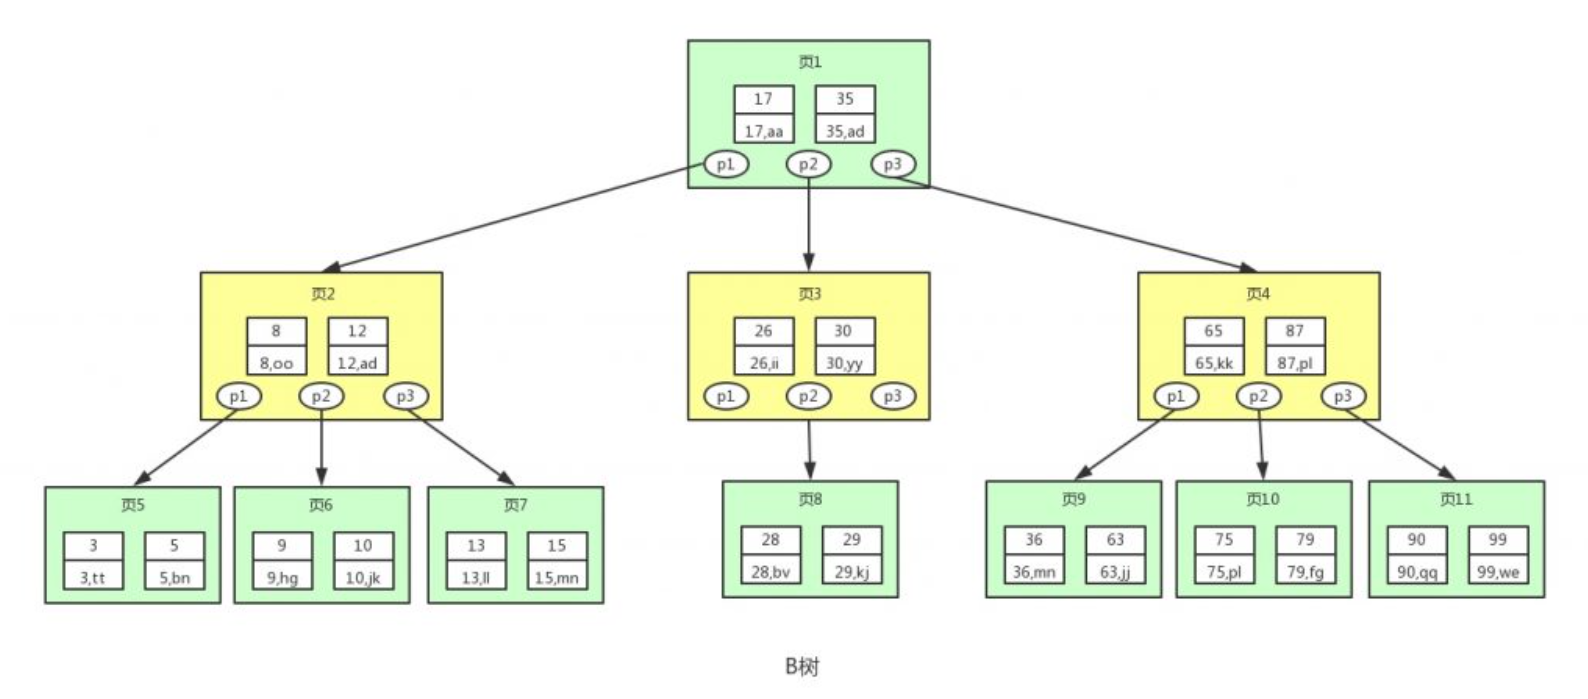 页1
17 35
17,aa 35,ad
p1 p2 p3
页2 页3 页4
8 12 26 30 65 87
8,oo 12,ad 26,ii 30,yy 65,kk 87,pl
p1 p2 p3 p1 p2 p3 p1 p2 p3
页5 页6 页7 页8 页9 页10 页11
3 5 9 10 13 15 28 29 36 63 75 79 90 99
3,tt 5,bn 9,hg 10,jk 13,ll 15,mn 28,bv 29,kj 36,mn 63,jj 75,pl 79,fg 90,qq 99,we
B树